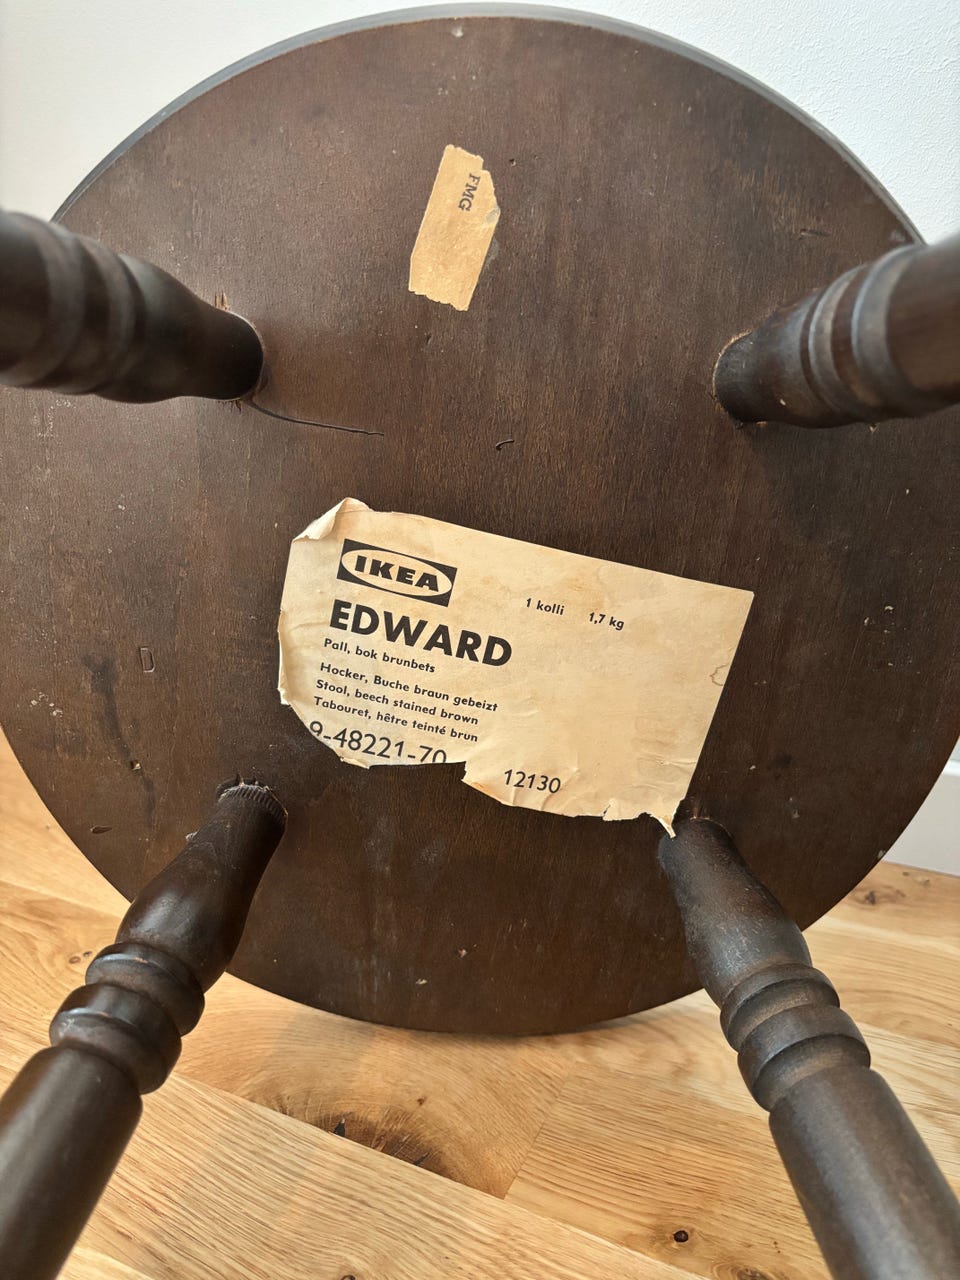 FMG
IKEA
1 kolli 1,7 kg
EDWARD
Pall, bok brunbets
Hocker, Buche braun gebeizt
Stool, beech stained brown
Tabouret, hêtre teinté brun
9-48221-70
12130
D